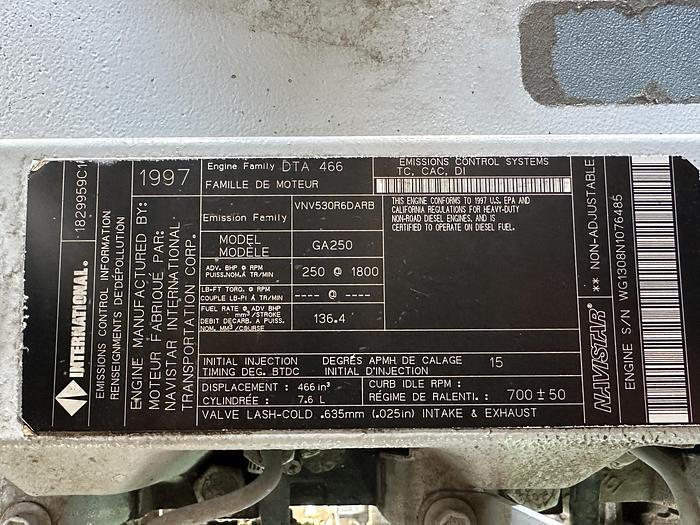 1829959C1
INTERNATIONAL®
EMISSIONS CONTROL INFORMATION
RENSEIGNMENTS DE DÉPOLLUTION
1997
ENGINE MANUFACTURED BY:
MOTEUR FABRIQUÉ PAR:
NAVISTAR INTERNATIONAL
TRANSPORTATION CORP.
Engine Family DTA 466
FAMILLE DE MOTEUR
EMISSIONS CONTROL SYSTEMS
TC, CAC, DI
Emission Family VNV530R6DARB
MODEL
MODÈLE
GA250
ADV. BHP @ RPM
PUISS.NOM.Á TR/MIN
250 @ 1800
LB-FT TORQ. @ RPM
COUPLE LB-PI Á TR/MIN
---- @ ----
FUEL RATE @ ADV BHP
mm³/STROKE
DEBIT DECARB. A PUISS.
NOM. MM³/CBURSE
136.4
THIS ENGINE CONFORMS TO 1997 U.S. EPA AND
CALIFORNIA REGULATIONS FOR HEAVY-DUTY
NON-ROAD DIESEL ENGINES, AND IS
CERTIFIED TO OPERATE ON DIESEL FUEL.
INITIAL INJECTION
TIMING DEG. BTDC
DEGRÉS APMH DE CALAGE
INITIAL D'INJECTION
15
DISPLACEMENT : 466 in³
CYLINDRÉE : 7.6 L
CURB IDLE RPM :
RÉGIME DE RALENTI. :
700 ± 50
VALVE LASH-COLD .635mm (.025in) INTAKE & EXHAUST
** NON-ADJUSTABLE
NAVISTAR®
ENGINE S/N WG1308N1076485